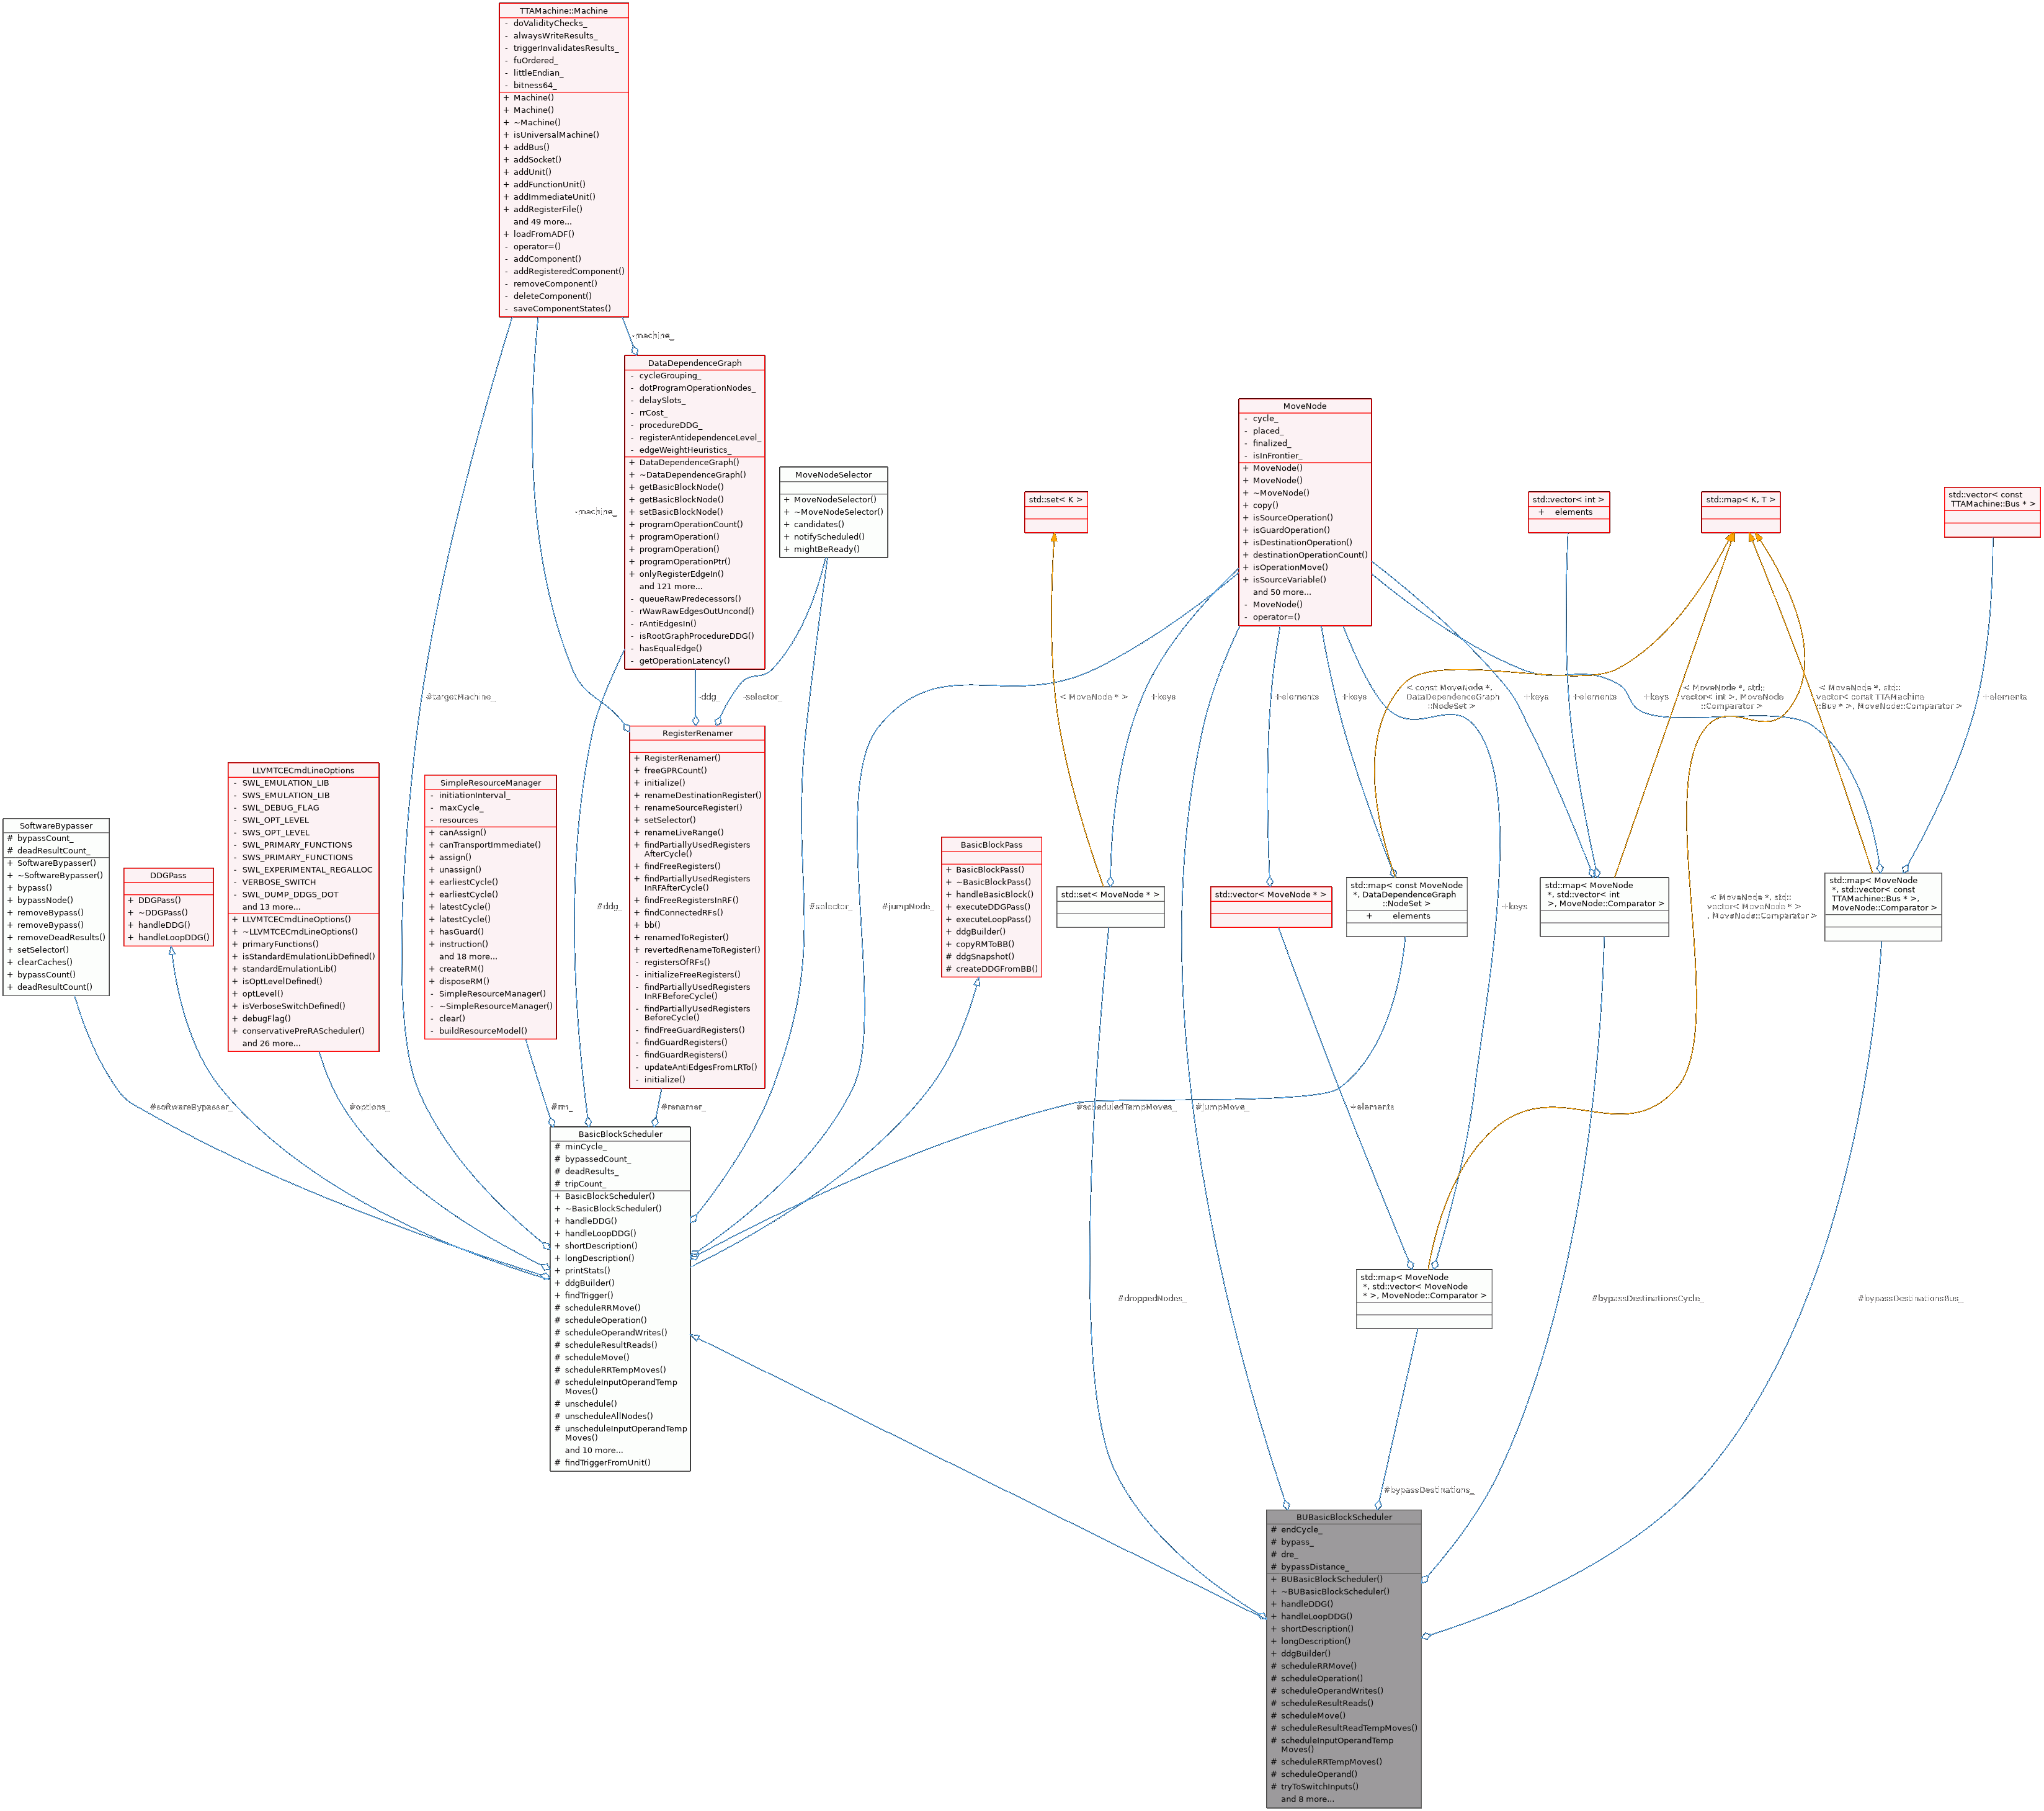 TTAMachine::Machine
- doValidityChecks_
- alwaysWriteResults_
- triggerInvalidatesResults_
- fuOrdered_
- littleEndian_
- bitness64_
+ Machine()
+ Machine()
+ ~Machine()
+ isUniversalMachine()
+ addBus()
+ addSocket()
+ addUnit()
+ addFunctionUnit()
+ addImmediateUnit()
+ addRegisterFile()
and 49 more...
+ loadFromADF()
- operator=()
- addComponent()
- addRegisteredComponent()
- removeComponent()
- deleteComponent()
- saveComponentStates()
-machine_
DataDependenceGraph
- cycleGrouping_
- dotProgramOperationNodes_
- delaySlots_
- rrCost_
- procedureDDG_
- registerAntidependenceLevel_
- edgeWeightHeuristics_
+ DataDependenceGraph()
+ ~DataDependenceGraph()
+ getBasicBlockNode()
+ getBasicBlockNode()
+ setBasicBlockNode()
+ programOperationCount()
+ programOperation()
+ programOperation()
+ programOperationPtr()
+ onlyRegisterEdgeIn()
and 121 more...
- queueRawPredecessors()
- rWawRawEdgesOutUncond()
- rAntiEdgesIn()
- isRootGraphProcedureDDG()
- hasEqualEdge()
- getOperationLatency()
MoveNodeSelector
+ MoveNodeSelector()
+ ~MoveNodeSelector()
+ candidates()
+ notifyScheduled()
+ mightBeReady()
MoveNode
- cycle_
- placed_
- finalized_
- isInFrontier_
+ MoveNode()
+ MoveNode()
+ ~MoveNode()
+ copy()
+ isSourceOperation()
+ isGuardOperation()
+ isDestinationOperation()
+ destinationOperationCount()
+ isOperationMove()
+ isSourceVariable()
and 50 more...
- MoveNode()
- operator=()
std::set< K >
std::vector< int >
+ elements
std::map< K, T >
std::vector< const
TTAMachine::Bus * >
-machine_
#targetMachine_
-ddg_
-selector_
< MoveNode * >
+keys
+elements
+keys
< const MoveNode *,
DataDependenceGraph
::NodeSet >
+keys
+elements
+keys
< MoveNode *, std::
vector< int >, MoveNode
::Comparator >
< MoveNode *, std::
vector< const TTAMachine
::Bus * >, MoveNode::Comparator >
+elements
RegisterRenamer
+ RegisterRenamer()
+ freeGPRCount()
+ initialize()
+ renameDestinationRegister()
+ renameSourceRegister()
+ setSelector()
+ renameLiveRange()
+ findPartiallyUsedRegisters
AfterCycle()
+ findFreeRegisters()
+ findPartiallyUsedRegisters
InRFAfterCycle()
+ findFreeRegistersInRF()
+ findConnectedRFs()
+ bb()
+ renamedToRegister()
+ revertedRenameToRegister()
- registersOfRFs()
- initializeFreeRegisters()
- findPartiallyUsedRegisters
InRFBeforeCycle()
- findPartiallyUsedRegisters
BeforeCycle()
- findFreeGuardRegisters()
- findGuardRegisters()
- findGuardRegisters()
- updateAntiEdgesFromLRTo()
- initialize()
LLVMTCECmdLineOptions
- SWL_EMULATION_LIB
- SWS_EMULATION_LIB
- SWL_DEBUG_FLAG
- SWL_OPT_LEVEL
- SWS_OPT_LEVEL
- SWL_PRIMARY_FUNCTIONS
- SWS_PRIMARY_FUNCTIONS
- SWL_EXPERIMENTAL_REGALLOC
- VERBOSE_SWITCH
- SWL_DUMP_DDGS_DOT
and 13 more...
+ LLVMTCECmdLineOptions()
+ ~LLVMTCECmdLineOptions()
+ primaryFunctions()
+ isStandardEmulationLibDefined()
+ standardEmulationLib()
+ isOptLevelDefined()
+ optLevel()
+ isVerboseSwitchDefined()
+ debugFlag()
+ conservativePreRAScheduler()
and 26 more...
SimpleResourceManager
- initiationInterval_
- maxCycle_
- resources
+ canAssign()
+ canTransportImmediate()
+ assign()
+ unassign()
+ earliestCycle()
+ earliestCycle()
+ latestCycle()
+ latestCycle()
+ hasGuard()
+ instruction()
and 18 more...
+ createRM()
+ disposeRM()
- SimpleResourceManager()
- ~SimpleResourceManager()
- clear()
- buildResourceModel()
SoftwareBypasser
# bypassCount_
# deadResultCount_
+ SoftwareBypasser()
+ ~SoftwareBypasser()
+ bypass()
+ bypassNode()
+ removeBypass()
+ removeBypass()
+ removeDeadResults()
+ setSelector()
+ clearCaches()
+ bypassCount()
+ deadResultCount()
DDGPass
+ DDGPass()
+ ~DDGPass()
+ handleDDG()
+ handleLoopDDG()
BasicBlockPass
+ BasicBlockPass()
+ ~BasicBlockPass()
+ handleBasicBlock()
+ executeDDGPass()
+ executeLoopPass()
+ ddgBuilder()
+ copyRMToBB()
# ddgSnapshot()
# createDDGFromBB()
std::set< MoveNode * >
std::vector< MoveNode * >
std::map< const MoveNode
*, DataDependenceGraph
::NodeSet >
+ elements
std::map< MoveNode
*, std::vector< int
>, MoveNode::Comparator >
std::map< MoveNode
*, std::vector< const
TTAMachine::Bus * >,
MoveNode::Comparator >
#ddg_
#selector_
#jumpNode_
+keys
< MoveNode *, std::
vector< MoveNode * >
, MoveNode::Comparator >
#softwareBypasser_
#options_
#rm_
#renamer_
#scheduledTempMoves_
#jumpMove_
+elements
BasicBlockScheduler
# minCycle_
# bypassedCount_
# deadResults_
# tripCount_
+ BasicBlockScheduler()
+ ~BasicBlockScheduler()
+ handleDDG()
+ handleLoopDDG()
+ shortDescription()
+ longDescription()
+ printStats()
+ ddgBuilder()
+ findTrigger()
# scheduleRRMove()
# scheduleOperation()
# scheduleOperandWrites()
# scheduleResultReads()
# scheduleMove()
# scheduleRRTempMoves()
# scheduleInputOperandTemp
Moves()
# unschedule()
# unscheduleAllNodes()
# unscheduleInputOperandTemp
Moves()
and 10 more...
# findTriggerFromUnit()
std::map< MoveNode
*, std::vector< MoveNode
* >, MoveNode::Comparator >
#droppedNodes_
#bypassDestinationsCycle_
#bypassDestinationsBus_
#bypassDestinations_
BUBasicBlockScheduler
# endCycle_
# bypass_
# dre_
# bypassDistance_
+ BUBasicBlockScheduler()
+ ~BUBasicBlockScheduler()
+ handleDDG()
+ handleLoopDDG()
+ shortDescription()
+ longDescription()
+ ddgBuilder()
# scheduleRRMove()
# scheduleOperation()
# scheduleOperandWrites()
# scheduleResultReads()
# scheduleMove()
# scheduleResultReadTempMoves()
# scheduleInputOperandTemp
Moves()
# scheduleRRTempMoves()
# scheduleOperand()
# tryToSwitchInputs()
and 8 more...